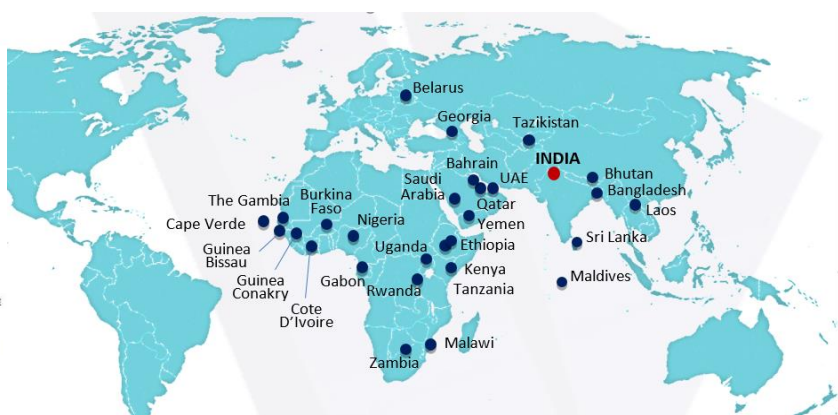 Belarus
Georgia
Tazikistan
INDIA
Bahrain
UAE
Bhutan
Saudi
Arabia
Bangladesh
Qatar
Laos
The Gambia
Burkina
Faso
Cape Verde
Nigeria
Yemen
Guinea
Bissau
Uganda
Ethiopia
Sri Lanka
Guinea
Conakry
Gabon
Rwanda
Kenya
Tanzania
Maldives
Cote
D'Ivoire
Malawi
Zambia